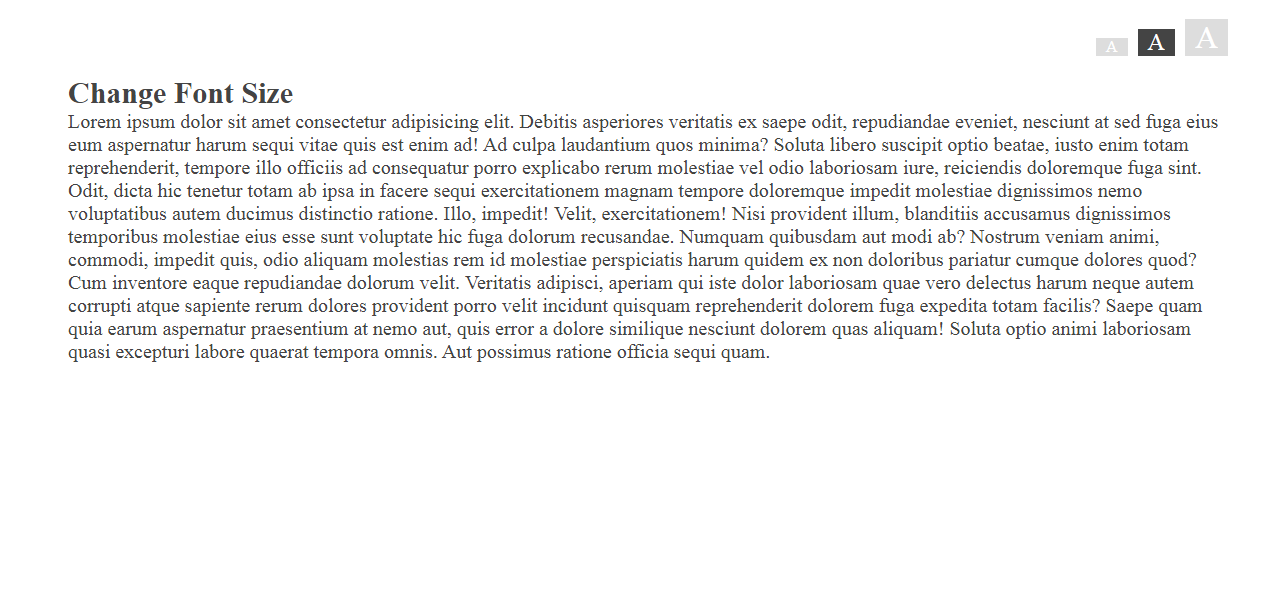 A A A
Change Font Size
Lorem ipsum dolor sit amet consectetur adipisicing elit. Debitis asperiores veritatis ex saepe odit, repudiandae eveniet, nesciunt at sed fuga eius
eum aspernatur harum sequi vitae quis est enim ad! Ad culpa laudantium quos minima? Soluta libero suscipit optio beatae, iusto enim totam
reprehenderit, tempore illo officiis ad consequatur porro explicabo rerum molestiae vel odio laboriosam iure, reiciendis doloremque fuga sint.
Odit, dicta hic tenetur totam ab ipsa in facere sequi exercitationem magnam tempore doloremque impedit molestiae dignissimos nemo
voluptatibus autem ducimus distinctio ratione. Illo, impedit! Velit, exercitationem! Nisi provident illum, blanditiis accusamus dignissimos
temporibus molestiae eius esse sunt voluptate hic fuga dolorum recusandae. Numquam quibusdam aut modi ab? Nostrum veniam animi,
commodi, impedit quis, odio aliquam molestias rem id molestiae perspiciatis harum quidem ex non doloribus pariatur cumque dolores quod?
Cum inventore eaque repudiandae dolorum velit. Veritatis adipisci, aperiam qui iste dolor laboriosam quae vero delectus harum neque autem
corrupti atque sapiente rerum dolores provident porro velit incidunt quisquam reprehenderit dolorem fuga expedita totam facilis? Saepe quam
quia earum aspernatur praesentium at nemo aut, quis error a dolore similique nesciunt dolorem quas aliquam! Soluta optio animi laboriosam
quasi excepturi labore quaerat tempora omnis. Aut possimus ratione officia sequi quam.